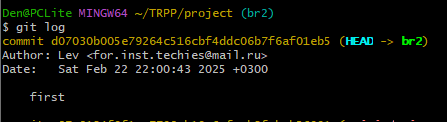 Den@PCLite MINGW64 ~/TRPP/project (br2)
$ git log
commit d07030b005e79264c516cbf4ddc06b7f6af01eb5 (HEAD -> br2)
Author: Lev <for.inst.techies@mail.ru>
Date:   Sat Feb 22 22:00:43 2025 +0300
first